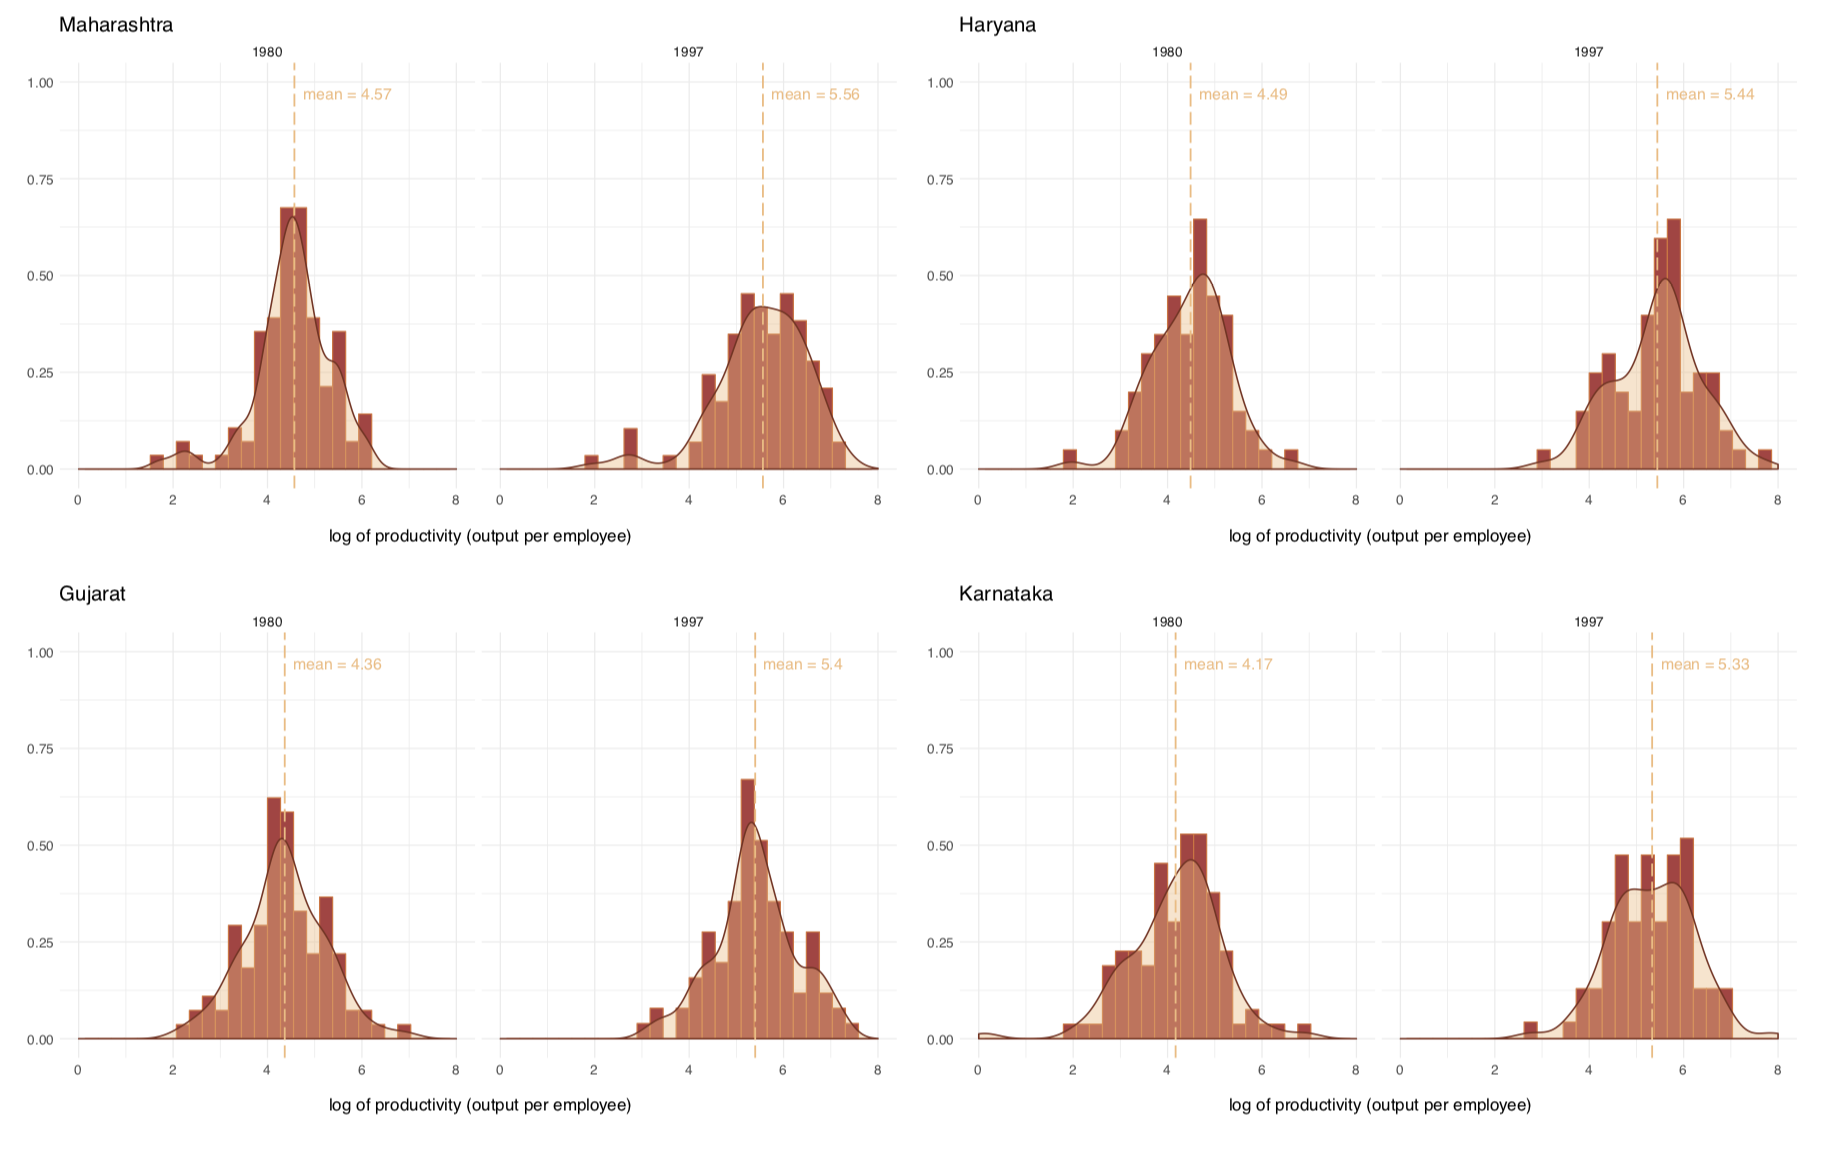 Maharashtra
1980
1997
1.00
0.75
0.50
0.25
0.00
mean = 4.57
mean = 5.56
0 2 4 6 8
0 2 4 6 8
log of productivity (output per employee)
Haryana
1980
1997
1.00
0.75
0.50
0.25
0.00
mean = 4.49
mean = 5.44
0 2 4 6 8
0 2 4 6 8
log of productivity (output per employee)
Gujarat
1980
1997
1.00
0.75
0.50
0.25
0.00
mean = 4.36
mean = 5.4
0 2 4 6 8
0 2 4 6 8
log of productivity (output per employee)
Karnataka
1980
1997
1.00
0.75
0.50
0.25
0.00
mean = 4.17
mean = 5.33
0 2 4 6 8
0 2 4 6 8
log of productivity (output per employee)